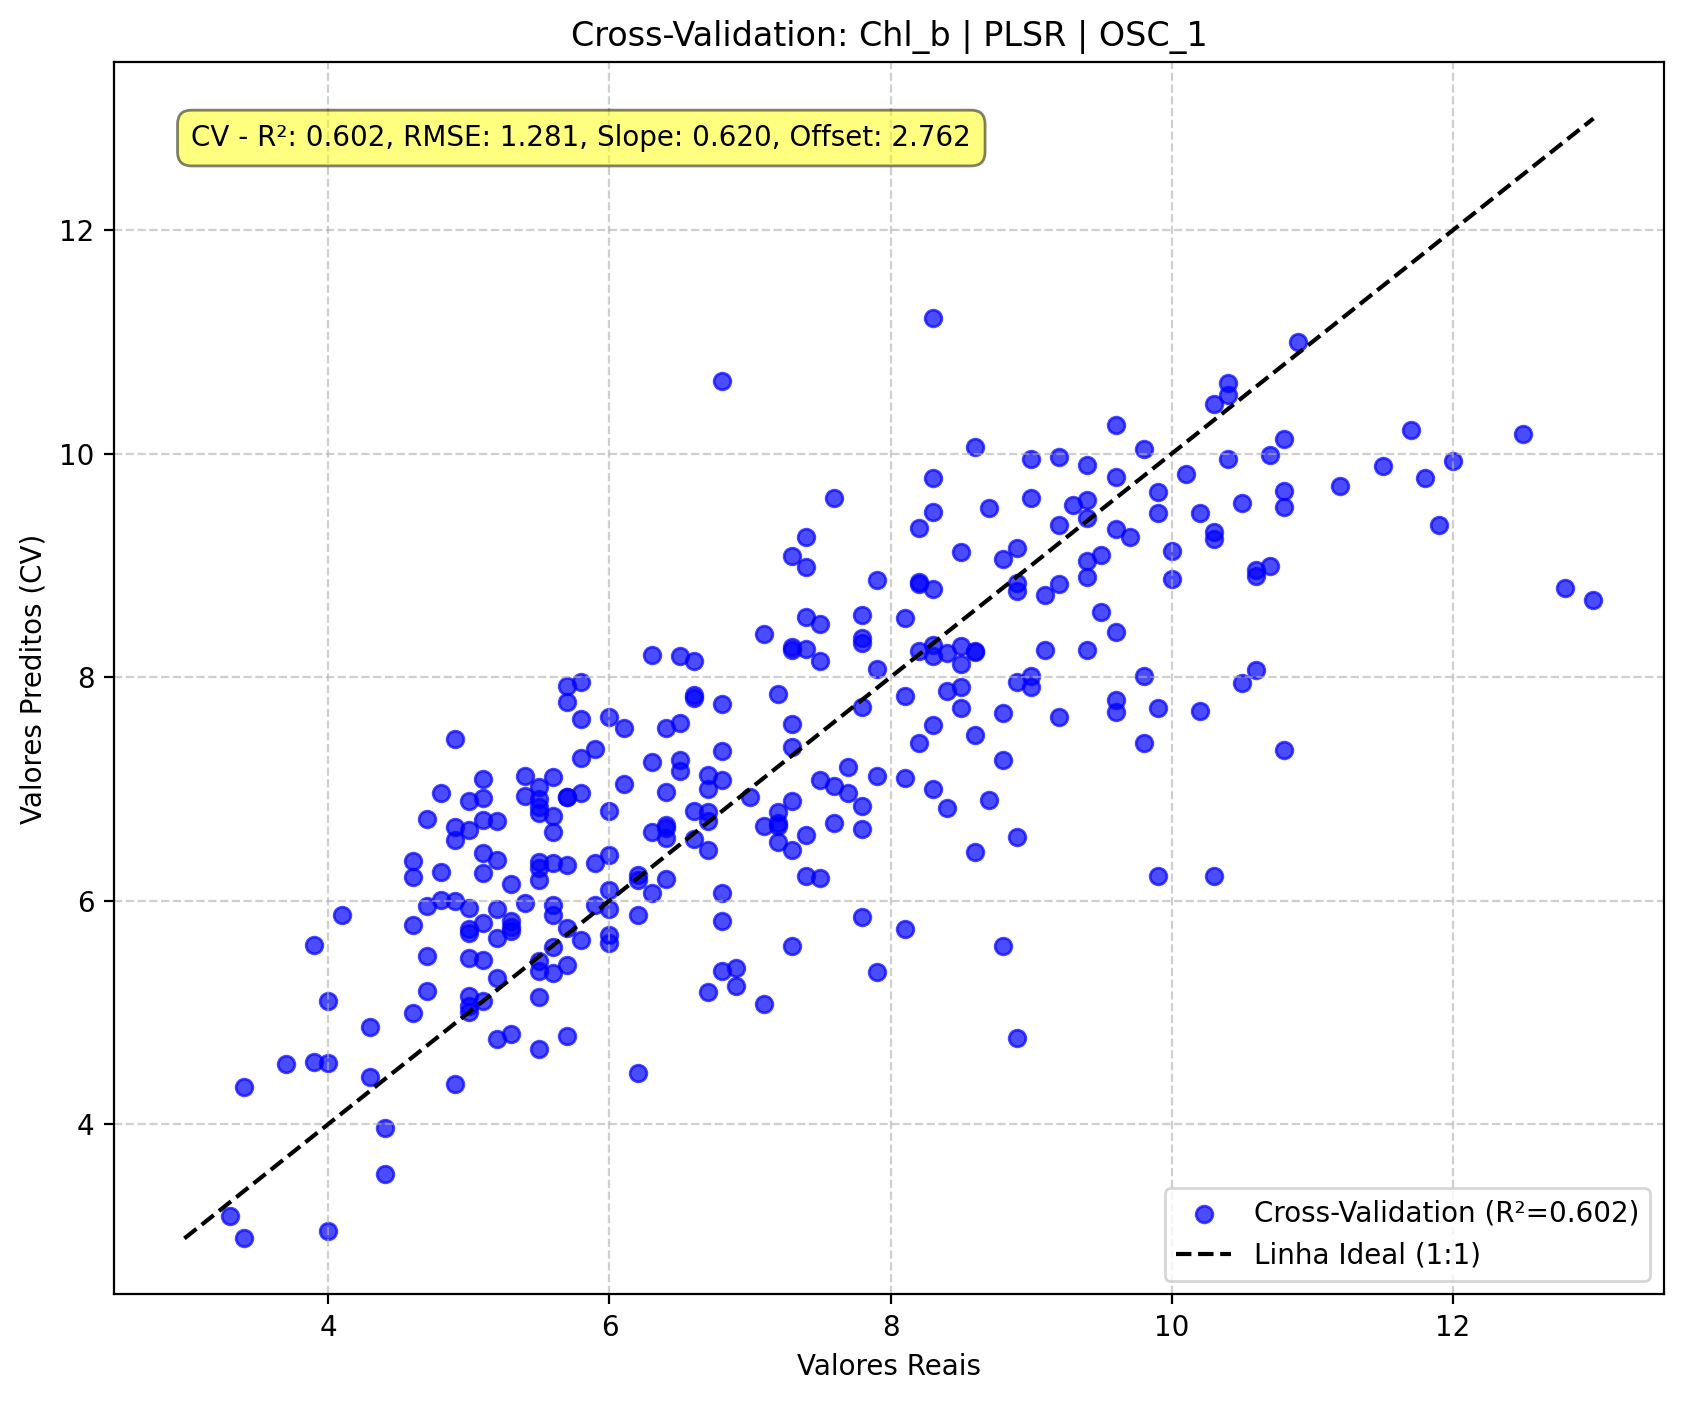 Cross-Validation: Chl_b | PLSR | OSC_1
CV - R²: 0.602, RMSE: 1.281, Slope: 0.620, Offset: 2.762
12
10
8
6
4
Valores Preditos (CV)
Cross-Validation (R²=0.602)
Linha Ideal (1:1)
4 6 8 10 12
Valores Reais